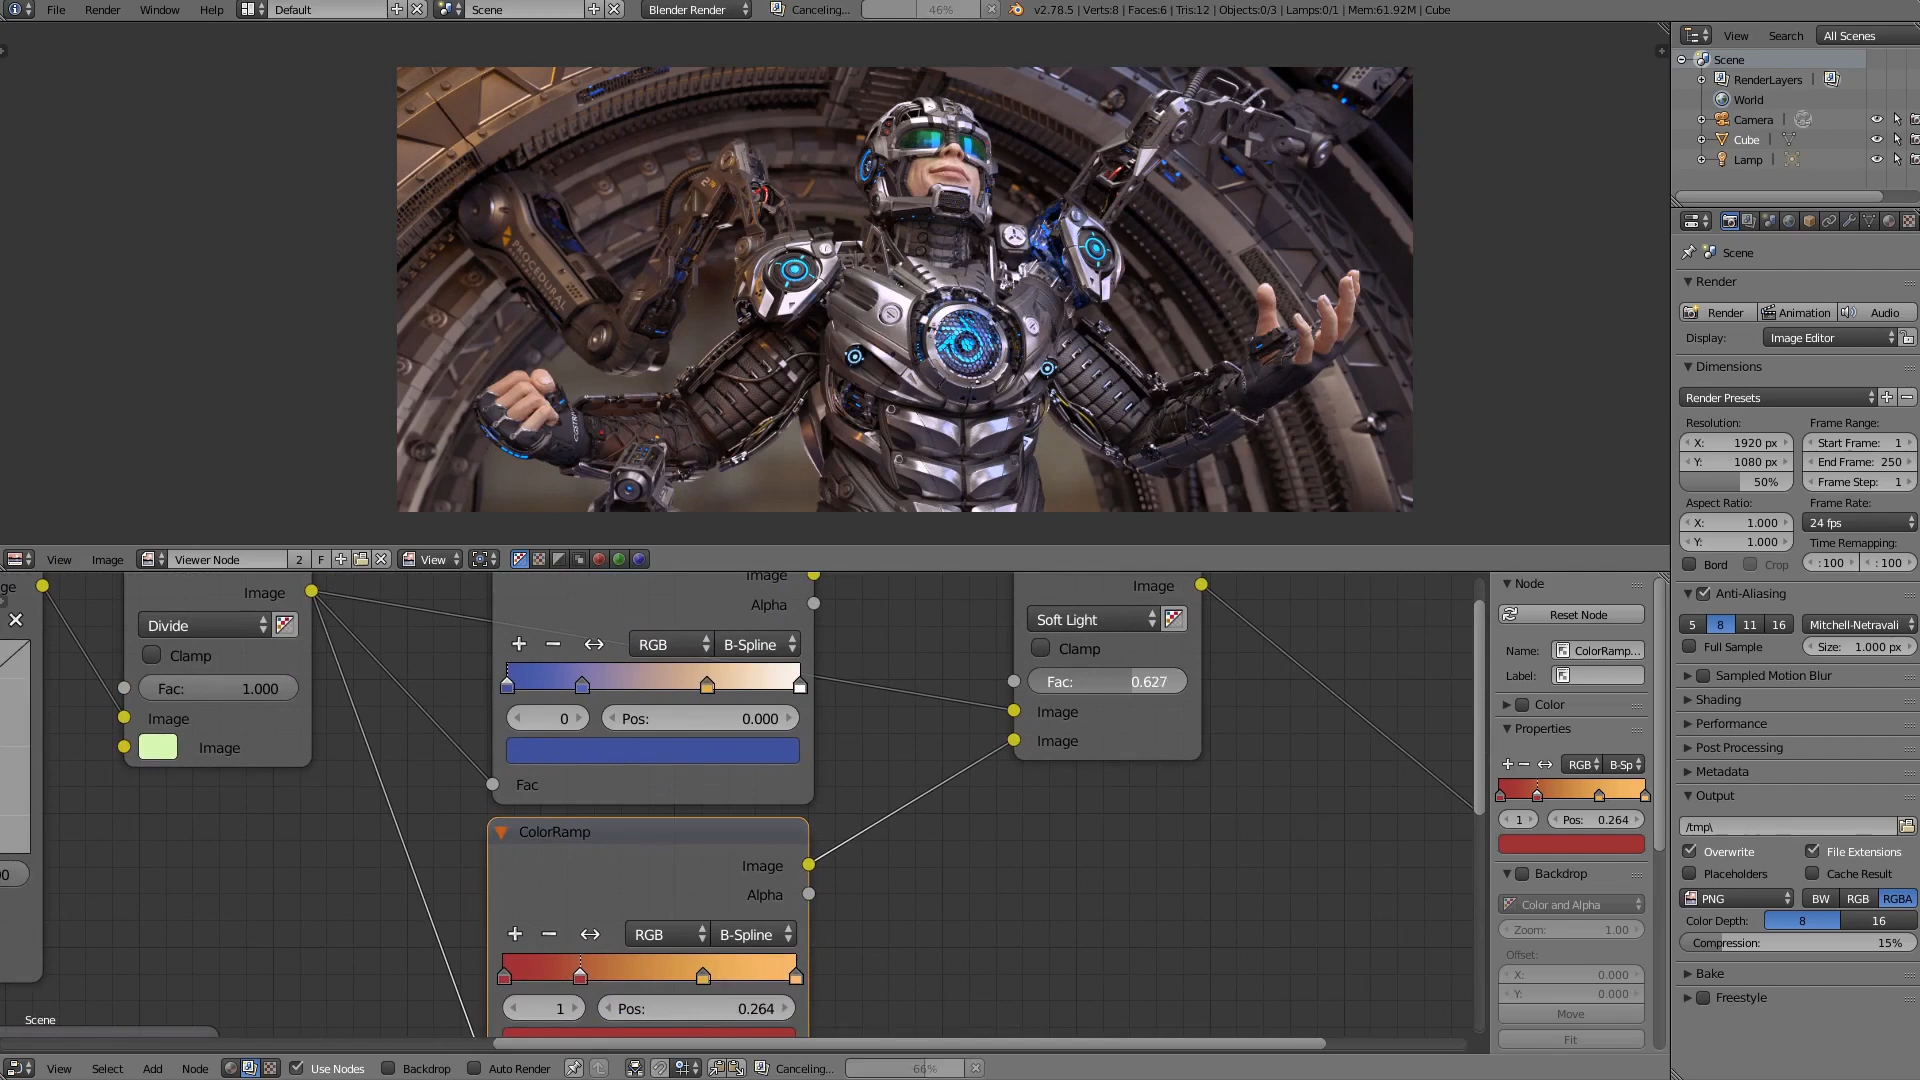 File Render Window Help Default Scene Blender Render Canceling... 46% v2.78.5 | Verts:8 | Faces:6 | Tris:12 | Objects:0/3 | Lamps:0/1 | Mem:61.92M | Cube
View Search All Scenes
Scene
RenderLayers
World
Camera
Cube
Lamp
Scene
Render
Render Animation Audio
Display: Image Editor
Dimensions
Render Presets
Resolution: Frame Range:
X: 1920 px Start Frame: 1
Y: 1080 px End Frame: 250
50% Frame Step: 1
Aspect Ratio: Frame Rate:
X: 1.000 24 fps
Y: 1.000 Time Remapping:
Bord Crop :100 :100
Anti-Aliasing
5 8 11 16 Mitchell-Netravali
Full Sample Size: 1.000 px
Sampled Motion Blur
Shading
Performance
Post Processing
Metadata
Output
/tmp\
Overwrite File Extensions
Placeholders Cache Result
PNG BW RGB RGBA
Color Depth: 8 16
Compression: 15%
Bake
Freestyle
PROCEDURAL
View Image Viewer Node 2 F View
Image
Divide
Clamp
Fac: 1.000
Image
Image
Image
Alpha
RGB B-Spline
0 Pos: 0.000
Fac
Image
Soft Light
Clamp
Fac: 0.627
Image
Image
ColorRamp
Image
Alpha
RGB B-Spline
1 Pos: 0.264
Scene
Node
Reset Node
Name: ColorRamp...
Label:
Color
Properties
RGB B-Sp
1 Pos: 0.264
Backdrop
Color and Alpha
Zoom: 1.00
Offset:
X: 0.000
Y: 0.000
Move
Fit
View Select Add Node Use Nodes Backdrop Auto Render Canceling... 66%